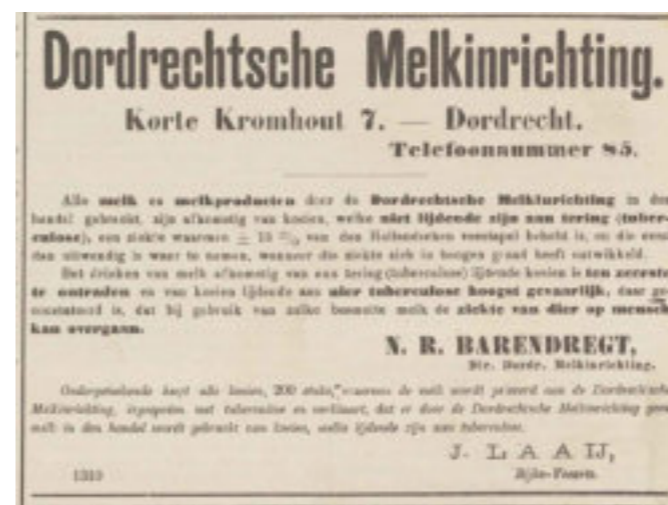 Dordrechtsche Melkinrichting.
Korte Kromhout 7. — Dordrecht.
Telefoonnummer 85.
Alle melk en melkproducten door de Dordrechtsche Melkinrichting in den
handel gebracht, zijn afkomstig van koeien, welke niet lijdende zijn aan tering (tuber-
culose), een ziekte waarmee ± 15 % van den Hollandschen veestapel behebt is, en die eerst
dan uitwendig is waar te nemen, wanneer die ziekte zich in hoogen graad heeft ontwikkeld.
Het drinken van melk afkomstig van aan tering (tuberculose) lijdende koeien is ten zeerste
te ontraden en van koeien lijdende aan uier tuberculose hoogst gevaarlijk, daar ge-
constateerd is, dat bij gebruik van zulke besmette melk de ziekte van dier op mensch
kan overgaan.
N. R. BARENDREGT,
Dir. Dordr. Melkinrichting.
Ondergeteekende heeft alle koeien, 200 stuks, waarvan de melk wordt geleverd aan de Dordrechtsche
Melkinrichting, ingespoten met tuberculine en verklaart, dat er door de Dordrechtsche Melkinrichting geen
melk in den handel wordt gebracht van koeien, welke lijdende zijn aan tuberculose.
J. LAAIJ,
Rijks-Veearts.
1310